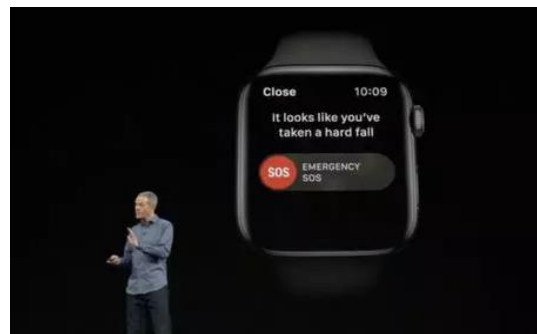 Close 10:09
It looks like you've
taken a hard fall
SOS EMERGENCY
SOS